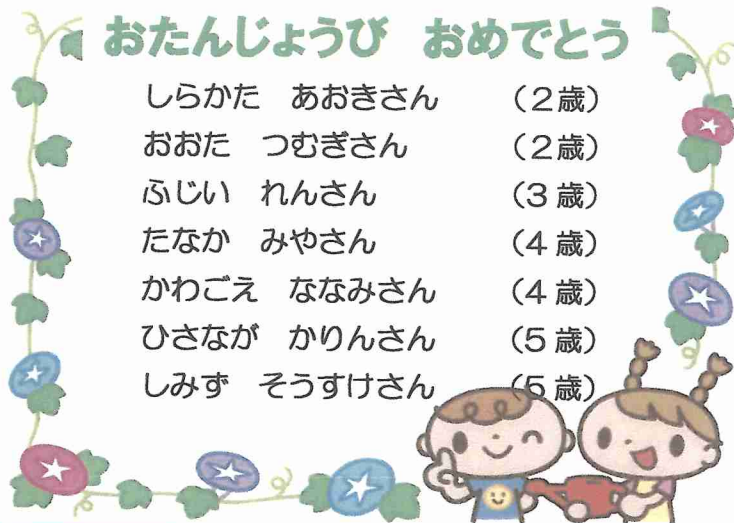 おたんじょうび　おめでとう
しらかた　あおきさん　（２歳）
おおた　つむぎさん　（２歳）
ふじい　れんさん　（３歳）
たなか　みやさん　（４歳）
かわごえ　ななみさん　（４歳）
ひさなが　かりんさん　（５歳）
しみず　そうすけさん　（５歳）